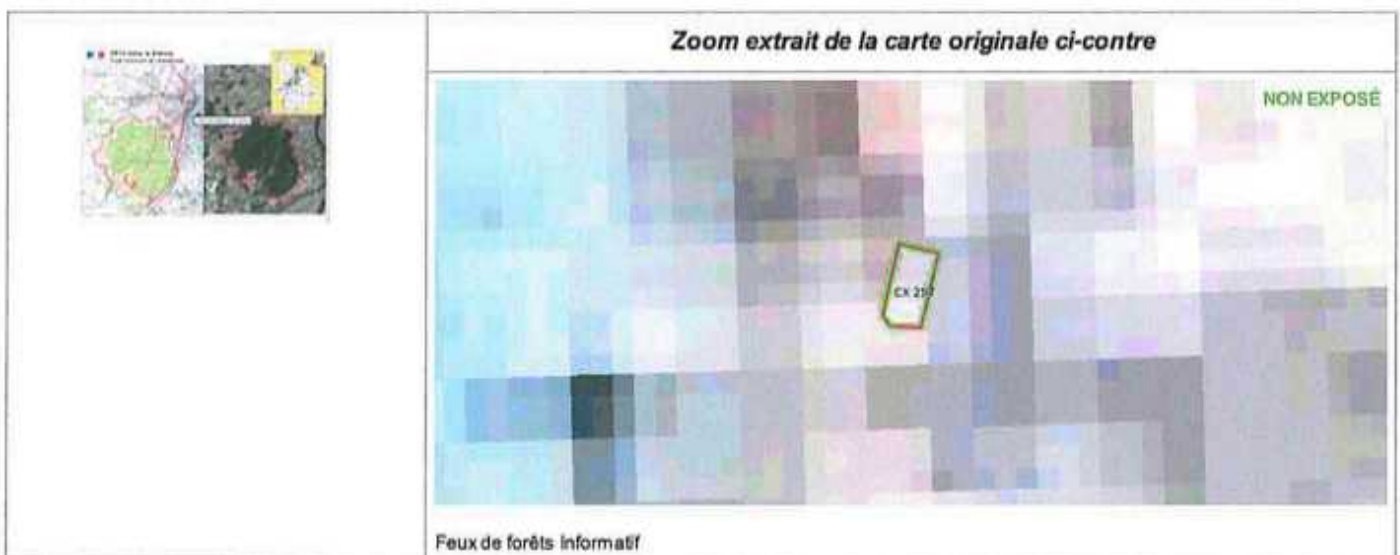 Zoom extrait de la carte originale ci-contre
NON EXPOSÉ
Feux de forêts Informatif